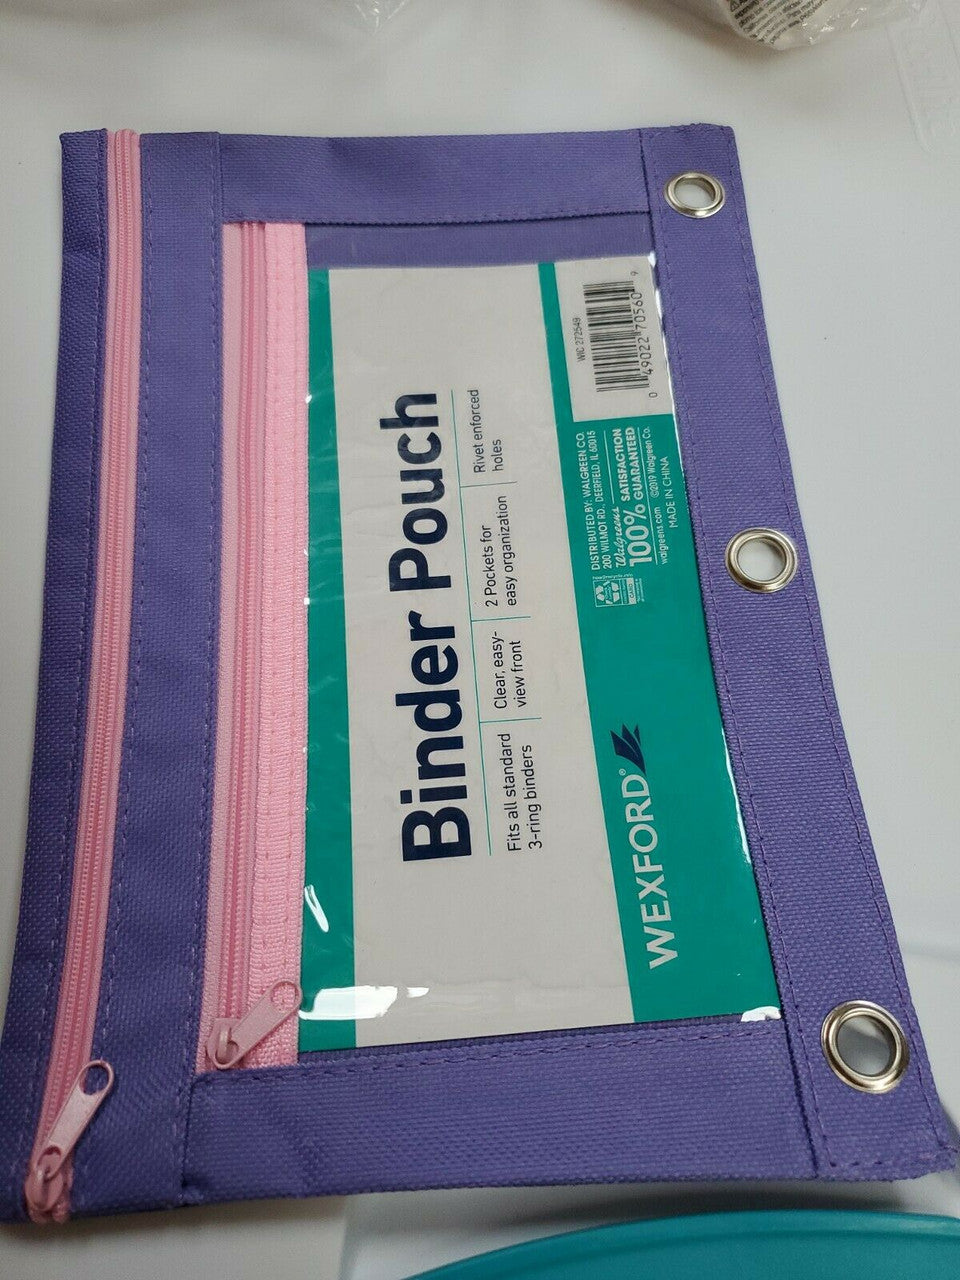 Binder Pouch
Fits all standard
3-ring binders
Clear, easy-
view front
2 Pockets for
easy organization
Rivet enforced
holes
WEXFORD®
DISTRIBUTED BY: WALGREEN CO.
200 WILMOT RD., DEERFIELD, IL 60015
Walgreens
100% SATISFACTION
GUARANTEED
walgreens.com ©2019 Walgreen Co.
MADE IN CHINA
WIC 272549
0 49022 70560 9